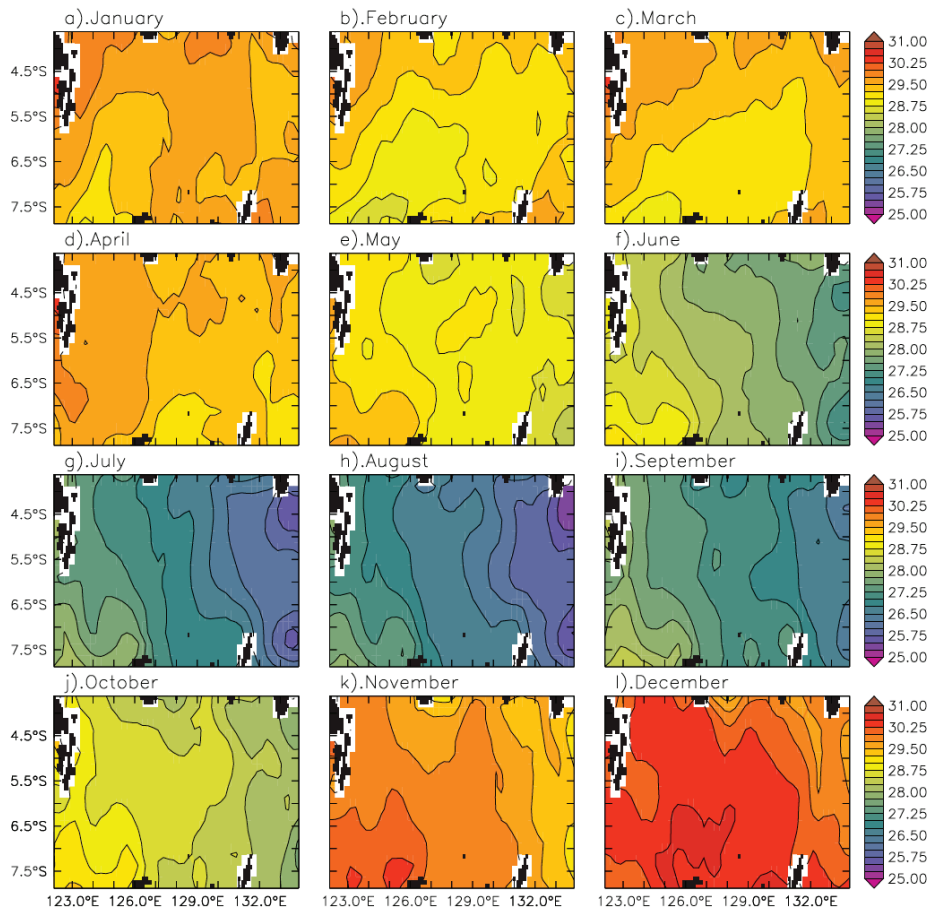 a).January b).February c).March
4.5°S
5.5°S
6.5°S
7.5°S
31.00
30.25
29.50
28.75
28.00
27.25
26.50
25.75
25.00
d).April e).May f).June
4.5°S
5.5°S
6.5°S
7.5°S
31.00
30.25
29.50
28.75
28.00
27.25
26.50
25.75
25.00
g).July h).August i).September
4.5°S
5.5°S
6.5°S
7.5°S
31.00
30.25
29.50
28.75
28.00
27.25
26.50
25.75
25.00
j).October k).November l).December
4.5°S
5.5°S
6.5°S
7.5°S
31.00
30.25
29.50
28.75
28.00
27.25
26.50
25.75
25.00
123.0°E 126.0°E 129.0°E 132.0°E 123.0°E 126.0°E 129.0°E 132.0°E 123.0°E 126.0°E 129.0°E 132.0°E